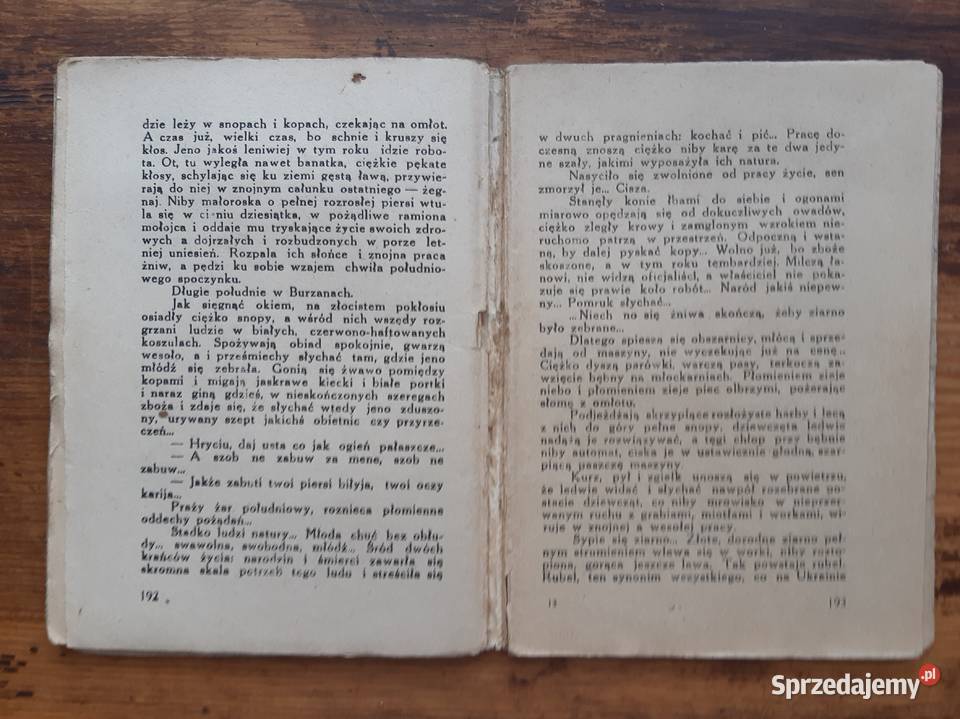 dzie leży w snopach i kopach, czekając na omłot.
A czas już, wielki czas, bo schnie i kruszy się
kłos. Jeno jakoś leniwiej w tym roku idzie robo-
ta. Ot, tu wyległa nawet banatka, ciężkie pękate
kłosy, schylając się ku ziemi gęstą ławą, przywie-
rają do niej w znojnym całunku ostatniego — żeg-
naj. Niby małoroska o pełnej rozrosłej piersi wtu-
la się w cieniu dziesiątka, w pożądliwe ramiona
mołojca i oddaje mu tryskające życie swoich zdro-
wych a dojrzałych i rozbudzonych w porze let-
niej uniesień. Rozpala ich słońce i znojna praca
żniw, a pędzi ku sobie wzajem chwila południo-
wego spoczynku.
Długie południe w Burzanach.
Jak sięgnąć okiem, na złocistem pokłosiu
osiadły ciężko snopy, a wśród nich wszędy roz-
grzani ludzie w białych, czerwono-haftowanych
koszulach. Spożywają obiad spokojnie, gwarzą
wesoło, a i prześmiechy słychać tam, gdzie jeno
młódź się zebrała. Gonią się żwawo pomiędzy
kopami i migają jaskrawe kiecki i białe portki
i naraz giną gdzieś, w nieskończonych szeregach
zboża i zdaje się, że słychać wtedy jeno zduszo-
ny, urywany szept jakichś obietnic czy przyrze-
czeń...
— Hryciu, daj usta co jak ogień pałaszcze...
— A szob ne zabuw za mene, szob ne
zabuw...
— Jakże zabuti twoi piersi biłyja, twoi oczy
karija...
Praży żar południowy, roznieca płomienne
oddechy pożądań...
Stadko ludzi natury... Młoda chuć bez obłu-
dy... swawolna, swobodna, młódź... Śród dwóch
krańców życia: narodzin i śmierci zawarła się
skromna skala potrzeb tego ludu i streściła się
192
w dwuch pragnieniach: kochać i pić... Pracę do-
czesną znoszą ciężko niby karę za te dwa jedy-
ne szały, jakimi wyposażyła ich natura.
Nasyciło się zwolnione od pracy życie, sen
zmorzył je... Cisza.
Stanęły konie łbami do siebie i ogonami
miarowo opędzają się od dokuczliwych owadów,
ciężko zległy krowy i zamglonym wzrokiem nie-
ruchomo patrzą w przestrzeń. Odpoczną i wsta-
ną, by dalej pyskać kopy... Wolno już, bo zboże
skoszone, a w tym roku tembardziej. Milczą ła-
nowi, nie widzą oficjaliści, a właściciel nie poka-
zuje się prawie koło robót... Naród jakiś niepew-
ny... Pomruk słychać...
...Niech no się żniwa skończą, żeby ziarno
było zebrane...
Dlatego spieszą się obszarnicy, młócą i sprze-
dają od maszyny, nie wyczekując już na cenę...
Ciężko dyszą parówki, warczą pasy, terkoczą za-
wzięcie bębny na młockarniach. Płomieniem zieje
niebo i płomieniem zieje piec olbrzymi, pożerając
słomę z omłotu.
Podjeżdżają skrzypiące rozłożyste harby i lecą
z nich do góry pełne snopy, dziewczęta ledwie
nadążą je rozwiązywać, a tęgi chłop przy bębnie
niby automat, ciska je w ustawicznie głodną, szar-
piącą paszczę maszyny.
Kurz, pył i zgiełk unoszą się w powietrzu,
że ledwie widać i słychać nawpół rozebrane po-
stacie dziewcząt, co niby mrowisko w nieprzer-
wanym ruchu z grabiami, miotłami i workami, wi-
ruje w znojnej a wesołej pracy.
Sypie się ziarno... Złote, dorodne ziarno peł-
nym strumieniem wlewa się w worki, niby rozto-
piona, gorąca jeszcze lawa. Tak powstają rubel.
Rubel, ten synonim wszystkiego, co na Ukrainie
13
193
Sprzedajemy.pl